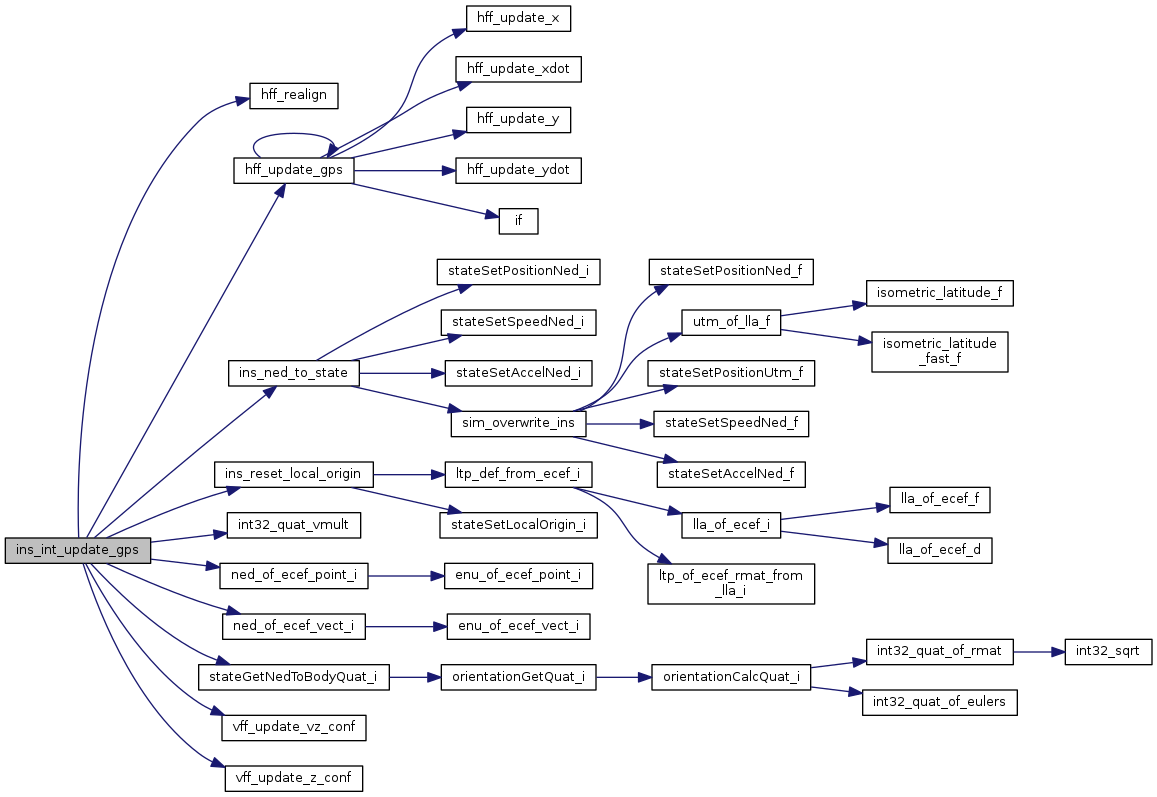 hff_update_x
hff_update_xdot
hff_realign
hff_update_y
hff_update_gps
hff_update_ydot
if
stateSetPositionNed_i
stateSetPositionNed_f
isometric_latitude_f
stateSetSpeedNed_i
utm_of_lla_f
isometric_latitude
_fast_f
ins_ned_to_state
stateSetAccelNed_i
stateSetPositionUtm_f
sim_overwrite_ins
stateSetSpeedNed_f
ins_reset_local_origin
ltp_def_from_ecef_i
stateSetAccelNed_f
lla_of_ecef_f
int32_quat_vmult
stateSetLocalOrigin_i
lla_of_ecef_i
ins_int_update_gps
lla_of_ecef_d
ned_of_ecef_point_i
enu_of_ecef_point_i
ltp_of_ecef_rmat_from
_lla_i
ned_of_ecef_vect_i
enu_of_ecef_vect_i
int32_quat_of_rmat
int32_sqrt
stateGetNedToBodyQuat_i
orientationGetQuat_i
orientationCalcQuat_i
int32_quat_of_eulers
vff_update_vz_conf
vff_update_z_conf